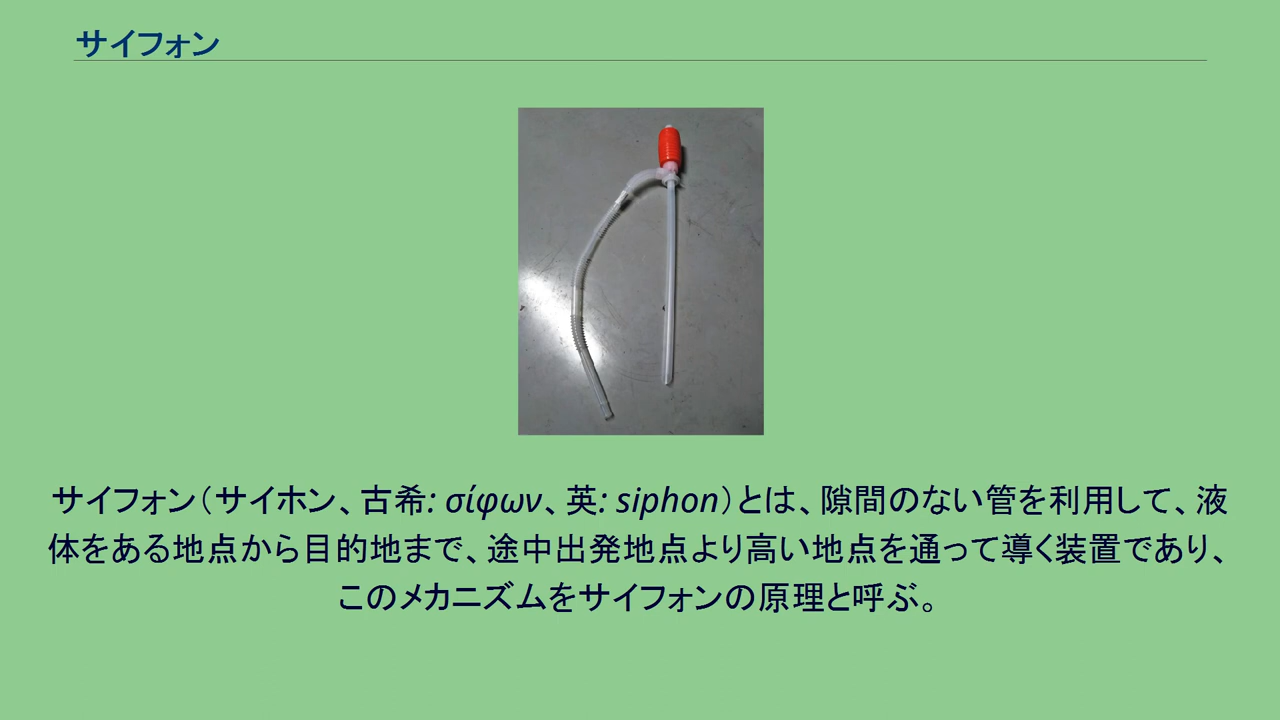 サイフォン
サイフォン（サイホン、古希: σίφων、英: siphon）とは、隙間のない管を利用して、液
体をある地点から目的地まで、途中出発地点より高い地点を通って導く装置であり、
このメカニズムをサイフォンの原理と呼ぶ。